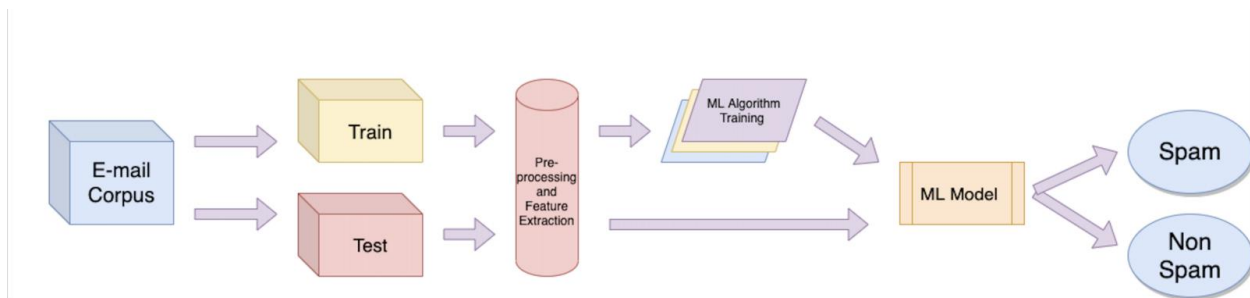 E-mail
Corpus
Train
Test
Pre-
processing
and
Feature
Extraction
ML Algorithm
Training
ML Model
Spam
Non
Spam